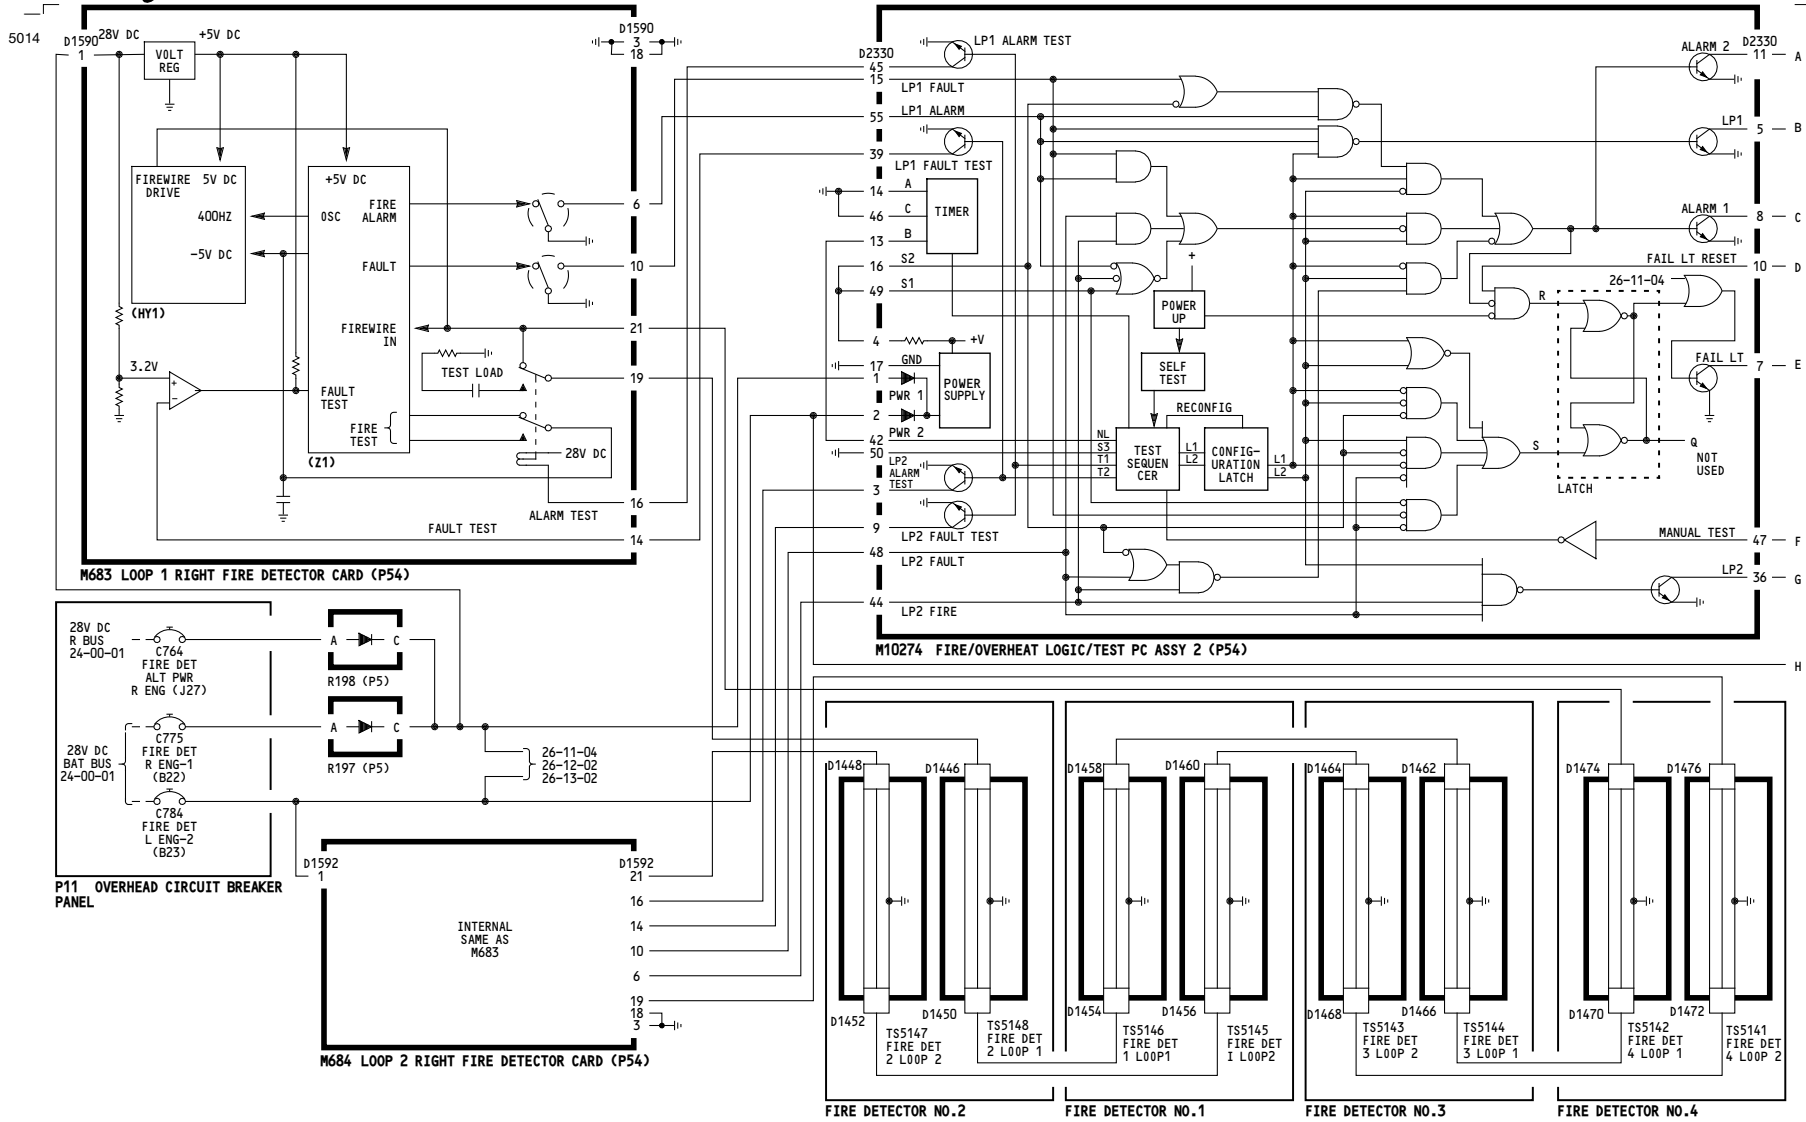 5014
D1590
1
28V DC
+5V DC
VOLT
REG
D1590
3
18
FIREWIRE
DRIVE
5V DC
400HZ
-5V DC
(HY1)
+5V DC
OSC
FIRE
ALARM
FAULT
FIREWIRE
IN
FAULT
TEST
FIRE
TEST
(Z1)
3.2V
+
−
TEST LOAD
28V DC
ALARM TEST
FAULT TEST
6
10
21
19
16
14
M683 LOOP 1 RIGHT FIRE DETECTOR CARD (P54)
28V DC
R BUS
24-00-01
C764
FIRE DET
ALT PWR
R ENG (J27)
A
C
R198 (P5)
28V DC
BAT BUS
24-00-01
C775
FIRE DET
R ENG-1
(B22)
A
C
R197 (P5)
C784
FIRE DET
L ENG-2
(B23)
26-11-04
26-12-02
26-13-02
P11 OVERHEAD CIRCUIT BREAKER
PANEL
D1592
1
INTERNAL
SAME AS
M683
D1592
21
16
14
10
6
19
18
3
M684 LOOP 2 RIGHT FIRE DETECTOR CARD (P54)
D2330
45
15
55
39
14
46
13
16
49
4
17
1
2
42
50
3
9
48
44
LP1 ALARM TEST
LP1 FAULT
LP1 ALARM
LP1 FAULT TEST
A
C
B
TIMER
S2
S1
+V
GND
PWR 1
PWR 2
POWER
SUPPLY
LP2
ALARM
TEST
LP2 FAULT TEST
LP2 FAULT
LP2 FIRE
+
POWER
UP
SELF
TEST
RECONFIG
NL
S3
T1
T2
TEST
SEQUEN
CER
L1
L2
CONFIG-
URATION
LATCH
L1
L2
R
S
26-11-04
LATCH
Q
NOT
USED
ALARM 2
LP1
ALARM 1
FAIL LT RESET
FAIL LT
MANUAL TEST
LP2
D2330
11
5
8
10
7
47
36
A
B
C
D
E
F
G
H
M10274 FIRE/OVERHEAT LOGIC/TEST PC ASSY 2 (P54)
D1448
D1446
D1452
D1450
TS5147
FIRE DET
2 LOOP 2
TS5148
FIRE DET
2 LOOP 1
FIRE DETECTOR NO.2
D1458
D1460
D1454
D1456
TS5146
FIRE DET
1 LOOP1
TS5145
FIRE DET
I LOOP2
FIRE DETECTOR NO.1
D1464
D1462
D1468
D1466
TS5143
FIRE DET
3 LOOP 2
TS5144
FIRE DET
3 LOOP 1
FIRE DETECTOR NO.3
D1474
D1476
D1470
D1472
TS5142
FIRE DET
4 LOOP 1
TS5141
FIRE DET
4 LOOP 2
FIRE DETECTOR NO.4